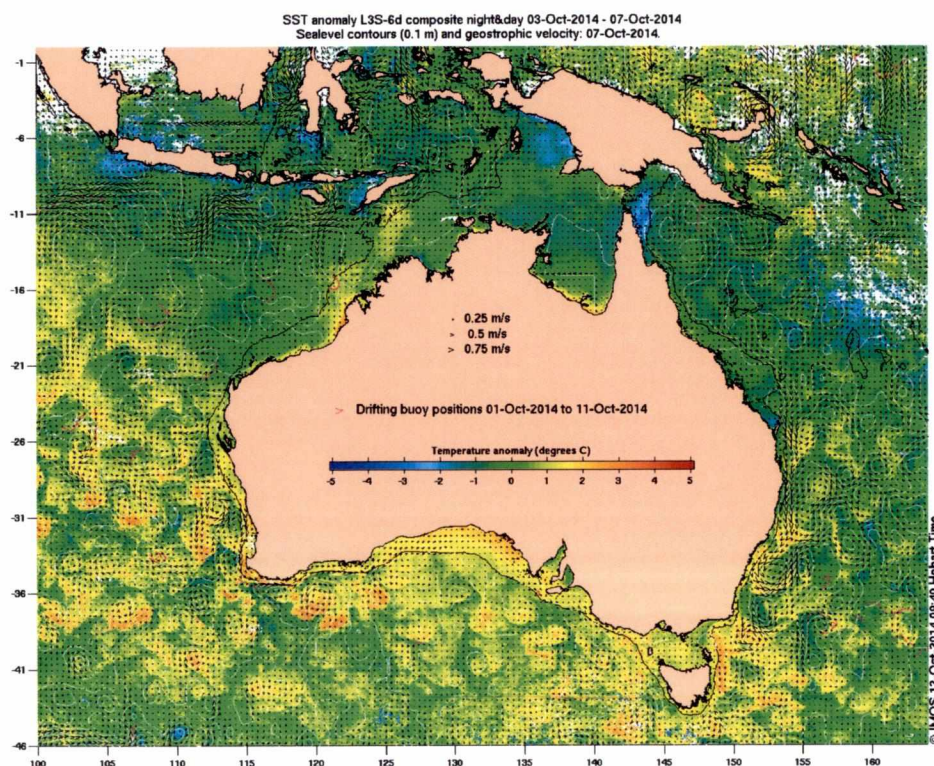 SST anomaly L3S-6d composite night&day 03-Oct-2014 - 07-Oct-2014
Sealevel contours (0.1 m) and geostrophic velocity: 07-Oct-2014.
-1
-6
-11
-16
-21
-26
-31
-36
-41
-46
0.25 m/s
0.5 m/s
0.75 m/s
Drifting buoy positions 01-Oct-2014 to 11-Oct-2014
Temperature anomaly (degrees C)
-5 -4 -3 -2 -1 0 1 2 3 4 5
100 105 110 115 120 125 130 135 140 145 150 155 160
Hobart Time